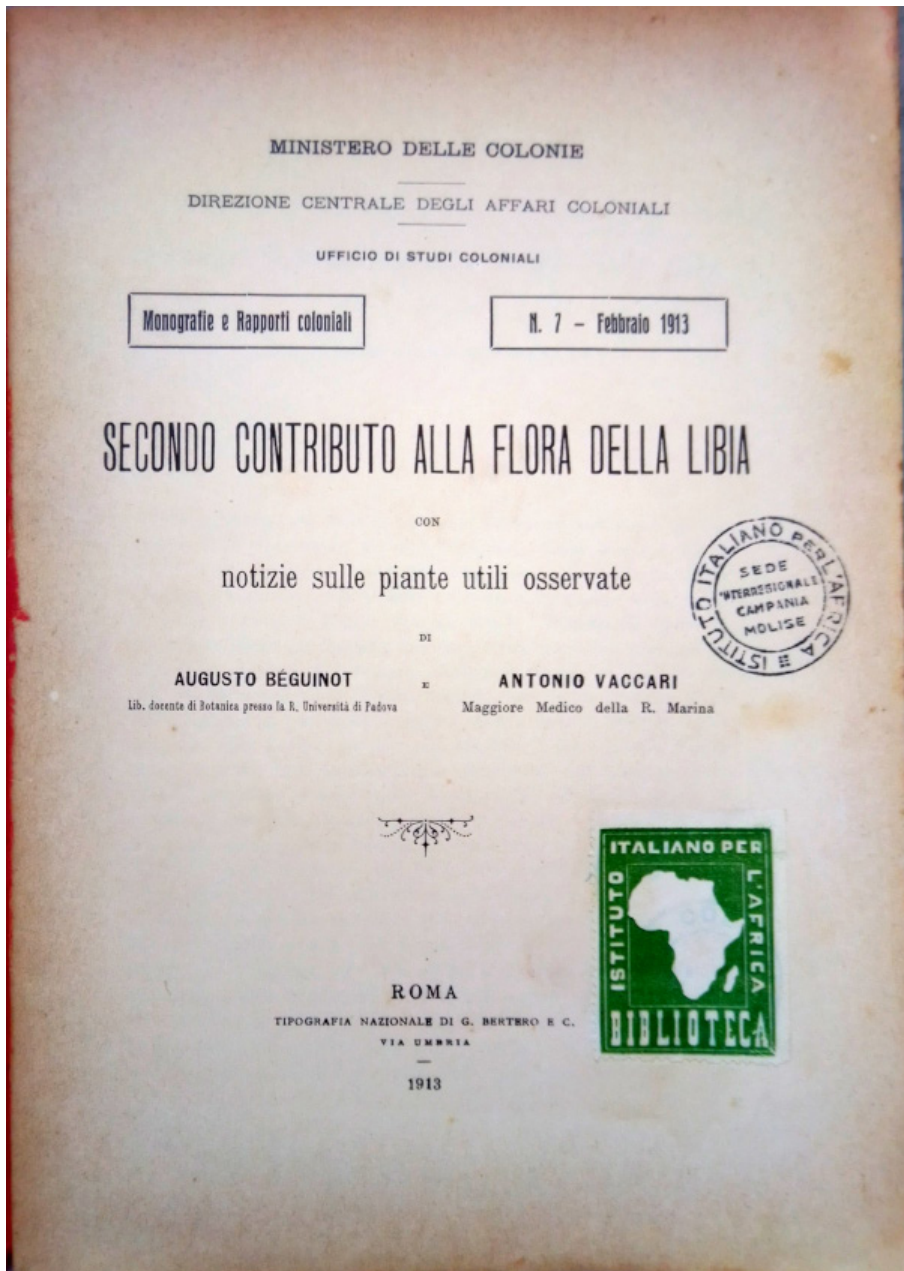 MINISTERO DELLE COLONIE
DIREZIONE CENTRALE DEGLI AFFARI COLONIALI
UFFICIO DI STUDI COLONIALI
Monografie e Rapporti coloniali
N. 7 – Febbraio 1913
SECONDO CONTRIBUTO ALLA FLORA DELLA LIBIA
CON
notizie sulle piante utili osservate
DI
AUGUSTO BÉGUINOT
E
ANTONIO VACCARI
Lib. docente di Botanica presso la R. Università di Padova
Maggiore Medico della R. Marina
ISTITUTO ITALIANO PER L'AFRICA
SEDE
INTERREGIONALE
CAMPANIA
MOLISE
ISTITUTO
ITALIANO PER
L'AFRICA
BIBLIOTECA
ROMA
TIPOGRAFIA NAZIONALE DI G. BERTERO E C.
VIA UMBRIA
1913